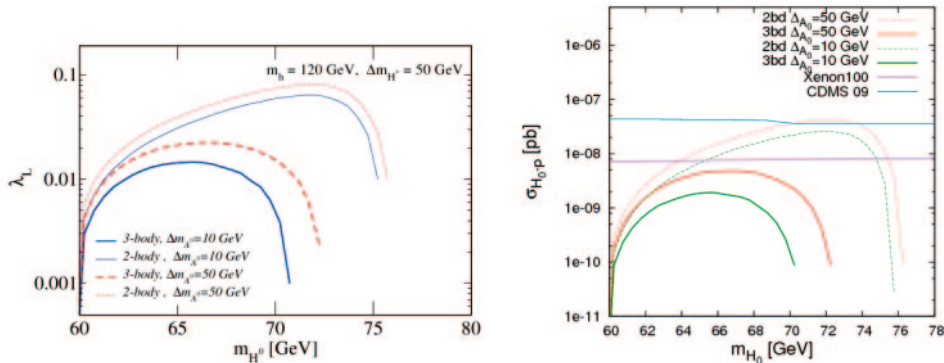 m_h = 120 GeV, Δm_H⁺ = 50 GeV
0.1
0.01
0.001
λ_L
3-body, Δm_A⁰=10 GeV
2-body , Δm_A⁰=10 GeV
3-body, Δm_A⁰=50 GeV
2-body , Δm_A⁰=50 GeV
60 65 70 75 80
m_H⁰ [GeV]
2bd Δ_A₀=50 GeV
3bd Δ_A₀=50 GeV
2bd Δ_A₀=10 GeV
3bd Δ_A₀=10 GeV
Xenon100
CDMS 09
1e-06
1e-07
1e-08
1e-09
1e-10
1e-11
σ_H₀-p [pb]
60 62 64 66 68 70 72 74 76 78
m_H₀ [GeV]